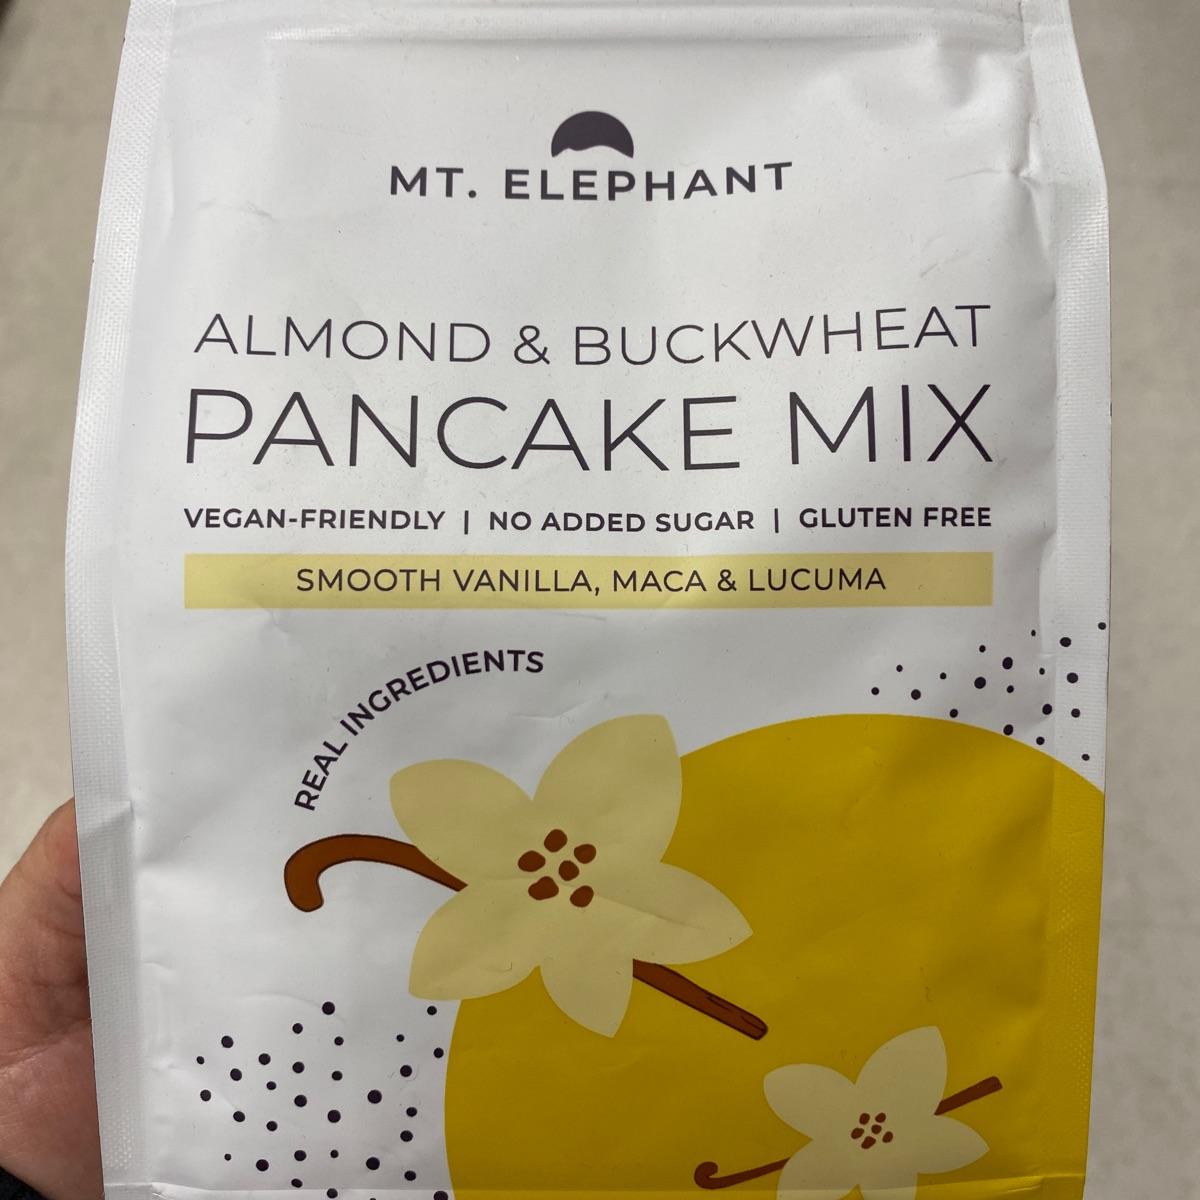 MT. ELEPHANT
ALMOND & BUCKWHEAT
PANCAKE MIX
VEGAN-FRIENDLY | NO ADDED SUGAR | GLUTEN FREE
SMOOTH VANILLA, MACA & LUCUMA
REAL INGREDIENTS